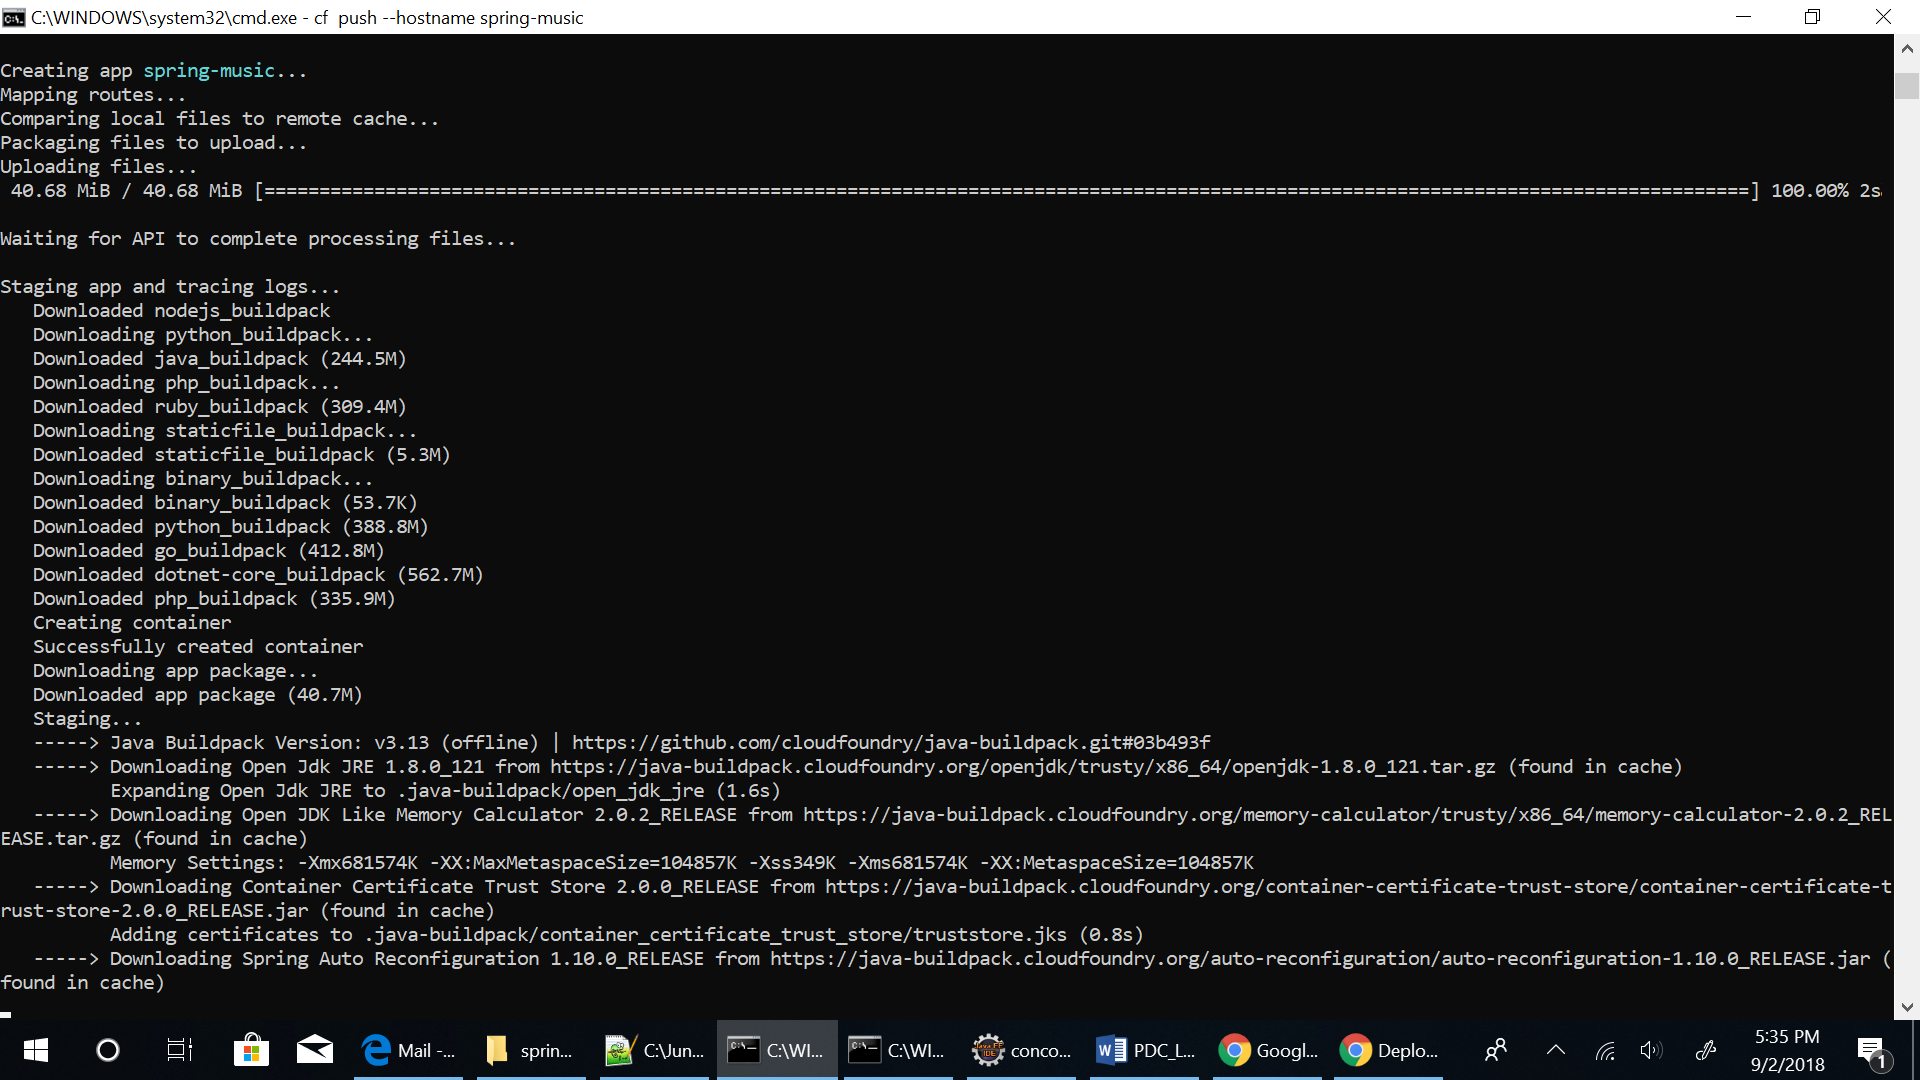 C:\WINDOWS\system32\cmd.exe - cf  push --hostname spring-music
Creating app spring-music...
Mapping routes...
Comparing local files to remote cache...
Packaging files to upload...
Uploading files...
 40.68 MiB / 40.68 MiB [=======================================================================================================================================] 100.00% 2s
Waiting for API to complete processing files...
Staging app and tracing logs...
   Downloaded nodejs_buildpack
   Downloading python_buildpack...
   Downloaded java_buildpack (244.5M)
   Downloading php_buildpack...
   Downloaded ruby_buildpack (309.4M)
   Downloading staticfile_buildpack...
   Downloaded staticfile_buildpack (5.3M)
   Downloading binary_buildpack...
   Downloaded binary_buildpack (53.7K)
   Downloaded python_buildpack (388.8M)
   Downloaded go_buildpack (412.8M)
   Downloaded dotnet-core_buildpack (562.7M)
   Downloaded php_buildpack (335.9M)
   Creating container
   Successfully created container
   Downloading app package...
   Downloaded app package (40.7M)
   Staging...
   -----> Java Buildpack Version: v3.13 (offline) | https://github.com/cloudfoundry/java-buildpack.git#03b493f
   -----> Downloading Open Jdk JRE 1.8.0_121 from https://java-buildpack.cloudfoundry.org/openjdk/trusty/x86_64/openjdk-1.8.0_121.tar.gz (found in cache)
          Expanding Open Jdk JRE to .java-buildpack/open_jdk_jre (1.6s)
   -----> Downloading Open JDK Like Memory Calculator 2.0.2_RELEASE from https://java-buildpack.cloudfoundry.org/memory-calculator/trusty/x86_64/memory-calculator-2.0.2_REL
EASE.tar.gz (found in cache)
          Memory Settings: -Xmx681574K -XX:MaxMetaspaceSize=104857K -Xss349K -Xms681574K -XX:MetaspaceSize=104857K
   -----> Downloading Container Certificate Trust Store 2.0.0_RELEASE from https://java-buildpack.cloudfoundry.org/container-certificate-trust-store/container-certificate-t
rust-store-2.0.0_RELEASE.jar (found in cache)
          Adding certificates to .java-buildpack/container_certificate_trust_store/truststore.jks (0.8s)
   -----> Downloading Spring Auto Reconfiguration 1.10.0_RELEASE from https://java-buildpack.cloudfoundry.org/auto-reconfiguration/auto-reconfiguration-1.10.0_RELEASE.jar (
found in cache)
Mail -... sprin... C:\Jun... C:\WI... C:\WI... conco... PDC_L... Googl... Deplo... 5:35 PM
9/2/2018 1